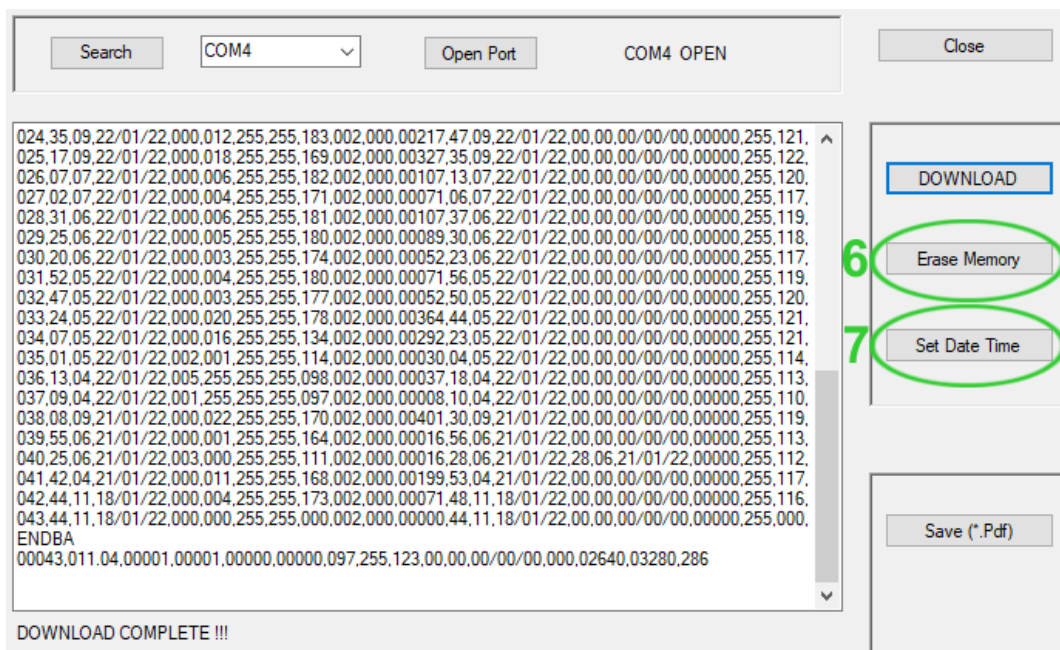 Search
COM4
Open Port
COM4 OPEN
Close
024,35,09,22/01/22,000,012,255,255,183,002,000,00217,47,09,22/01/22,00,00,00/00/00,00000,255,121,
025,17,09,22/01/22,000,018,255,255,169,002,000,00327,35,09,22/01/22,00,00,00/00/00,00000,255,122,
026,07,07,22/01/22,000,006,255,255,182,002,000,00107,13,07,22/01/22,00,00,00/00/00,00000,255,120,
027,02,07,22/01/22,000,004,255,255,171,002,000,00071,06,07,22/01/22,00,00,00/00/00,00000,255,117,
028,31,06,22/01/22,000,006,255,255,181,002,000,00107,37,06,22/01/22,00,00,00/00/00,00000,255,119,
029,25,06,22/01/22,000,005,255,255,180,002,000,00089,30,06,22/01/22,00,00,00/00/00,00000,255,118,
030,20,06,22/01/22,000,003,255,255,174,002,000,00052,23,06,22/01/22,00,00,00/00/00,00000,255,117,
031,52,05,22/01/22,000,004,255,255,180,002,000,00071,56,05,22/01/22,00,00,00/00/00,00000,255,119,
032,47,05,22/01/22,000,003,255,255,177,002,000,00052,50,05,22/01/22,00,00,00/00/00,00000,255,120,
033,24,05,22/01/22,000,020,255,255,178,002,000,00364,44,05,22/01/22,00,00,00/00/00,00000,255,121,
034,07,05,22/01/22,000,016,255,255,134,002,000,00292,23,05,22/01/22,00,00,00/00/00,00000,255,121,
035,01,05,22/01/22,002,001,255,255,114,002,000,00030,04,05,22/01/22,00,00,00/00/00,00000,255,114,
036,13,04,22/01/22,005,255,255,255,098,002,000,00037,18,04,22/01/22,00,00,00/00/00,00000,255,113,
037,09,04,22/01/22,001,255,255,255,097,002,000,00008,10,04,22/01/22,00,00,00/00/00,00000,255,110,
038,08,09,21/01/22,000,022,255,255,170,002,000,00401,30,09,21/01/22,00,00,00/00/00,00000,255,119,
039,55,06,21/01/22,000,001,255,255,164,002,000,00016,56,06,21/01/22,00,00,00/00/00,00000,255,113,
040,25,06,21/01/22,003,000,255,255,111,002,000,00016,28,06,21/01/22,28,06,21/01/22,00000,255,112,
041,42,04,21/01/22,000,011,255,255,168,002,000,00199,53,04,21/01/22,00,00,00/00/00,00000,255,117,
042,44,11,18/01/22,000,004,255,255,173,002,000,00071,48,11,18/01/22,00,00,00/00/00,00000,255,116,
043,44,11,18/01/22,000,000,255,255,000,002,000,00000,44,11,18/01/22,00,00,00/00/00,00000,255,000,
ENDBA
00043,011.04,00001,00001,00000,00000,097,255,123,00,00,00/00/00,000,02640,03280,286
DOWNLOAD COMPLETE !!!
DOWNLOAD
6
Erase Memory
7
Set Date Time
Save (*.Pdf)